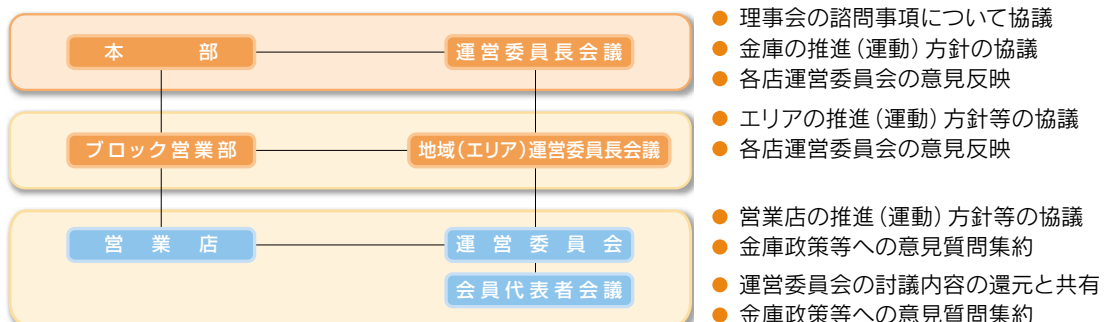 本部
運営委員長会議
● 理事会の諮問事項について協議
● 金庫の推進（運動）方針の協議
● 各店運営委員会の意見反映
ブロック営業部
地域（エリア）運営委員長会議
● エリアの推進（運動）方針等の協議
● 各店運営委員会の意見反映
営業店
運営委員会
● 営業店の推進（運動）方針等の協議
● 金庫政策等への意見質問集約
会員代表者会議
● 運営委員会の討議内容の還元と共有
● 金庫政策等への意見質問集約